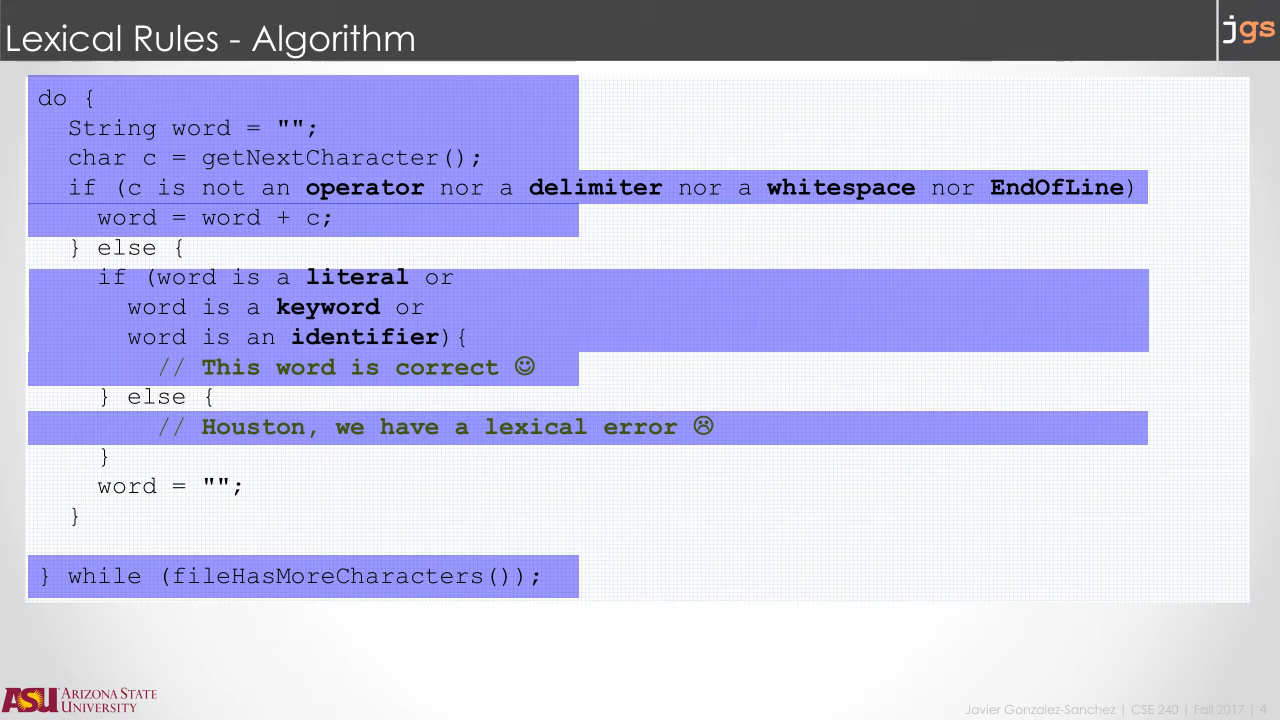 Lexical Rules - Algorithm
jgs
do {
String word = "";
char c = getNextCharacter();
if (c is not an operator nor a delimiter nor a whitespace nor EndOfLine)
word = word + c;
} else {
if (word is a literal or
word is a keyword or
word is an identifier){
// This word is correct ☺
} else {
// Houston, we have a lexical error ☹
}
word = "";
}
} while (fileHasMoreCharacters());
ASU ARIZONA STATE
UNIVERSITY
Javier Gonzalez-Sanchez | CSE 240 | Fall 2017 | 4